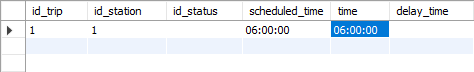 id_trip id_station id_status scheduled_time time delay_time
1 1 06:00:00 06:00:00